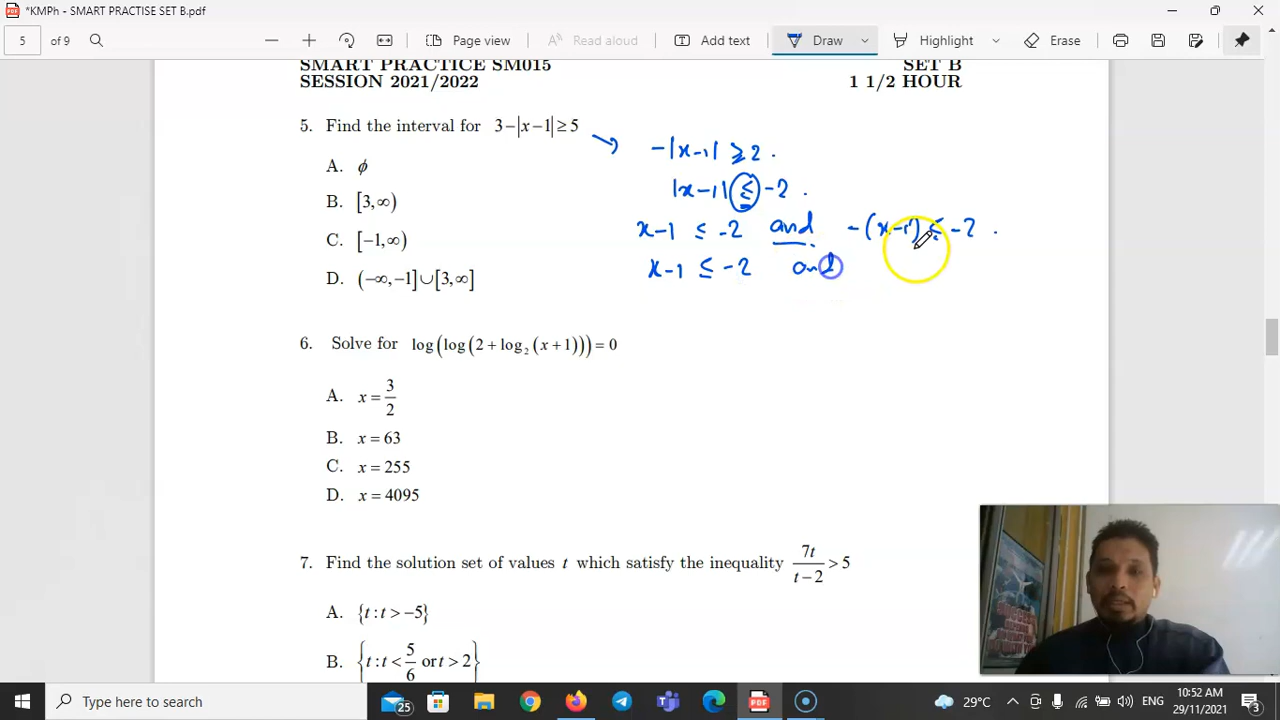 *KMPh - SMART PRACTISE SET B.pdf
5 of 9
Page view
Read aloud
Add text
Draw
Highlight
Erase
SMART PRACTICE SM015 SET B
SESSION 2021/2022 1 1/2 HOUR
5. Find the interval for 3−|x−1|≥5
A. ϕ
B. [3,∞)
C. [−1,∞)
D. (−∞,−1]∪[3,∞]
-|x-1| ≥ 2 .
|x-1| ≤ -2 .
x-1 ≤ -2 and -(x-1) ≤ -2 .
x-1 ≤ -2 and
6. Solve for log(log(2+log₂(x+1)))=0
A. x = 3/2
B. x = 63
C. x = 255
D. x = 4095
7. Find the solution set of values t which satisfy the inequality 7t/(t−2) > 5
A. {t : t > −5}
B. {t : t < 5/6 or t > 2}
Type here to search
25
29°C
ENG
10:52 AM
29/11/2021
3